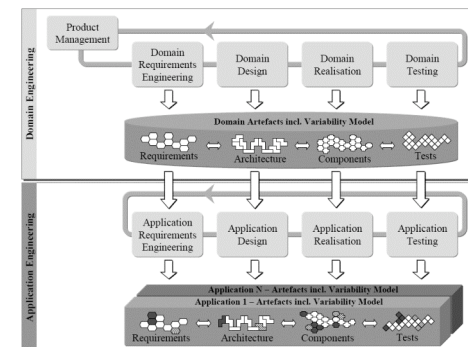 Product
Management
Domain Engineering
Domain
Requirements
Engineering
Domain
Design
Domain
Realisation
Domain
Testing
Domain Artefacts incl. Variability Model
Requirements
Architecture
Components
Tests
Application Engineering
Application
Requirements
Engineering
Application
Design
Application
Realisation
Application
Testing
Application N – Artefacts incl. Variability Model
Application 1 – Artefacts incl. Variability Model
Requirements
Architecture
Components
Tests